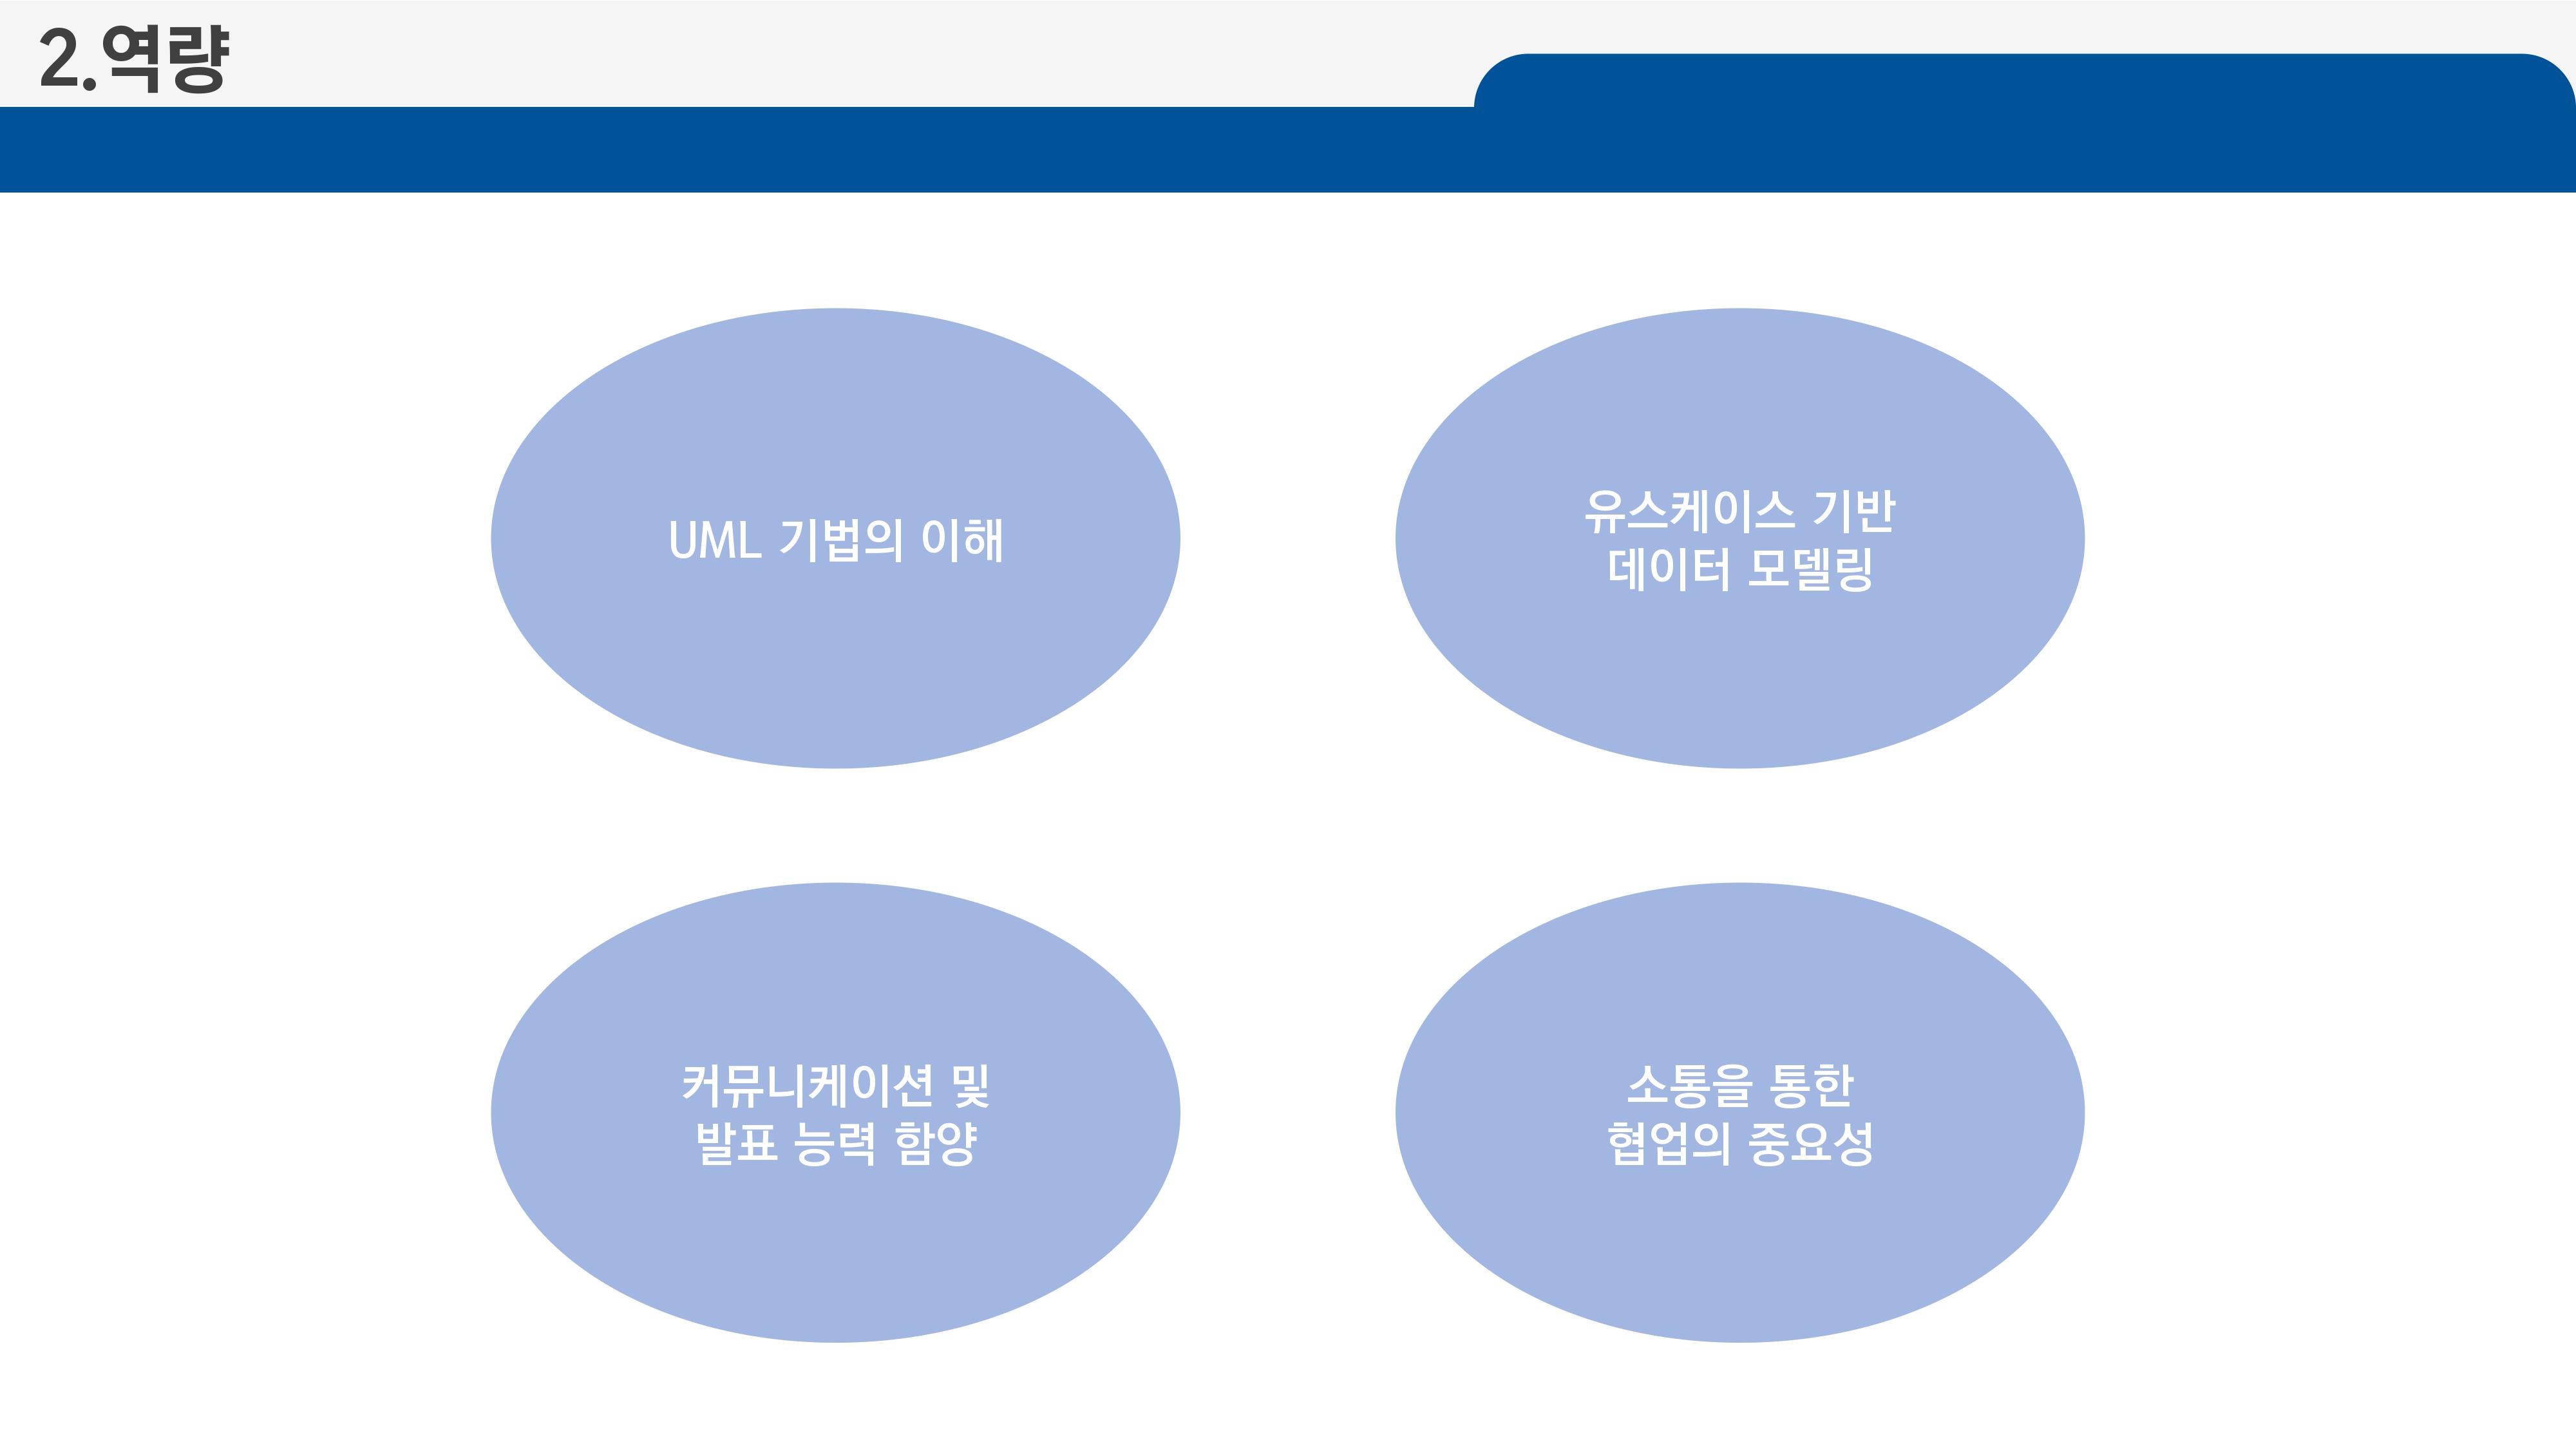 2.역량
UML 기법의 이해
유스케이스 기반
데이터 모델링
커뮤니케이션 및
발표 능력 함양
소통을 통한
협업의 중요성